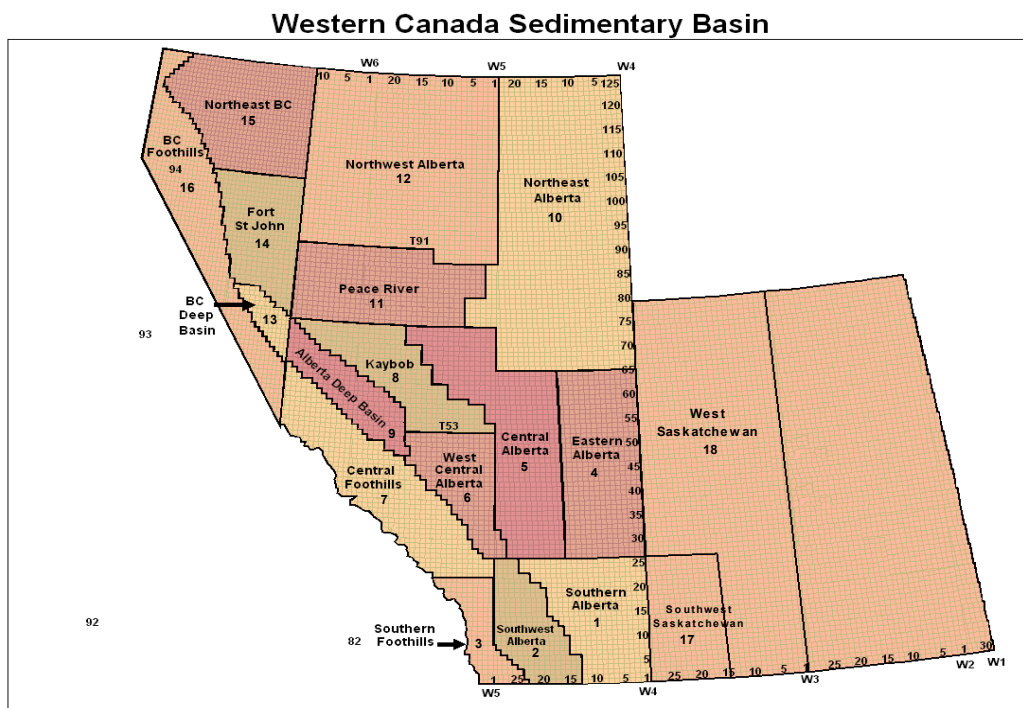 Western Canada Sedimentary Basin
W6
W5
W4
10 5 1 20 15 10 5 1 20 15 10 5 125
120
115
110
105
100
95
90
85
80
75
70
65
60
55
50
45
40
35
30
25
20
15
10
5
Northeast BC
15
BC
Foothills
94
16
Northwest Alberta
12
Northeast
Alberta
10
Fort
St John
14
T91
Peace River
11
BC
Deep
Basin
13
93
Kaybob
8
Alberta Deep Basin
9
T53
West
Saskatchewan
18
Central
Alberta
5
Eastern
Alberta
4
West
Central
Alberta
6
Central
Foothills
7
Southern
Alberta
1
Southwest
Saskatchewan
17
92
82
Southern
Foothills
3
Southwest
Alberta
2
1 25 20 15 10 5 1 25 20 15 10 5 1 25 20 15 10 5 1 30
W5
W4
W3
W2
W1